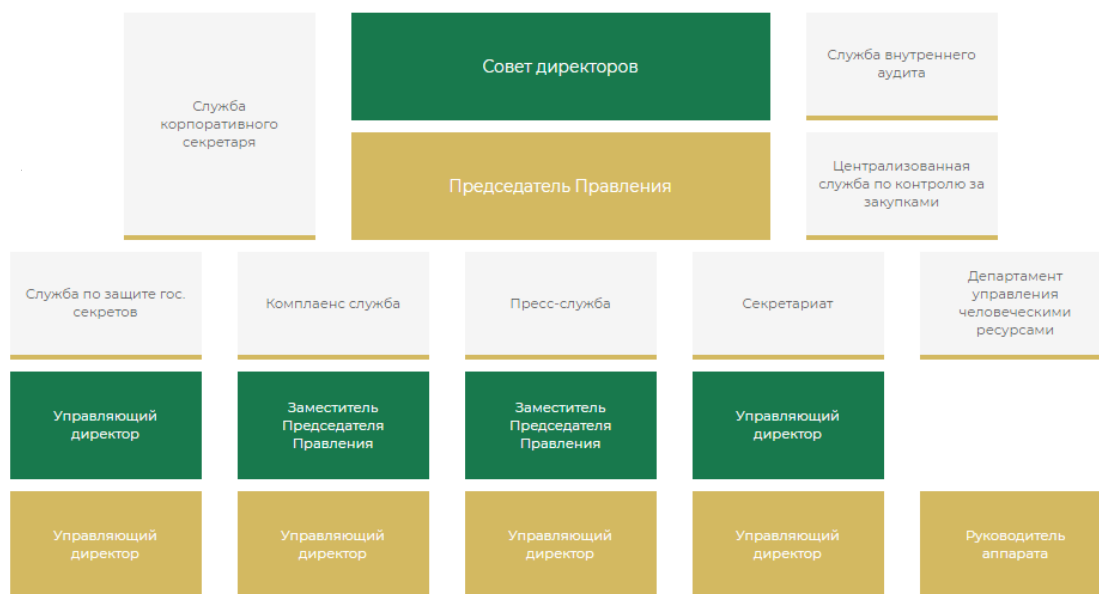 Служба
корпоративного
секретаря
Совет директоров
Служба внутреннего
аудита
Председатель Правления
Централизованная
служба по контролю за
закупками
Служба по защите гос.
секретов
Комплаенс служба
Пресс-служба
Секретариат
Департамент
управления
человеческими
ресурсами
Управляющий
директор
Заместитель
Председателя
Правления
Заместитель
Председателя
Правления
Управляющий
директор
Управляющий
директор
Управляющий
директор
Управляющий
директор
Управляющий
директор
Руководитель
аппарата